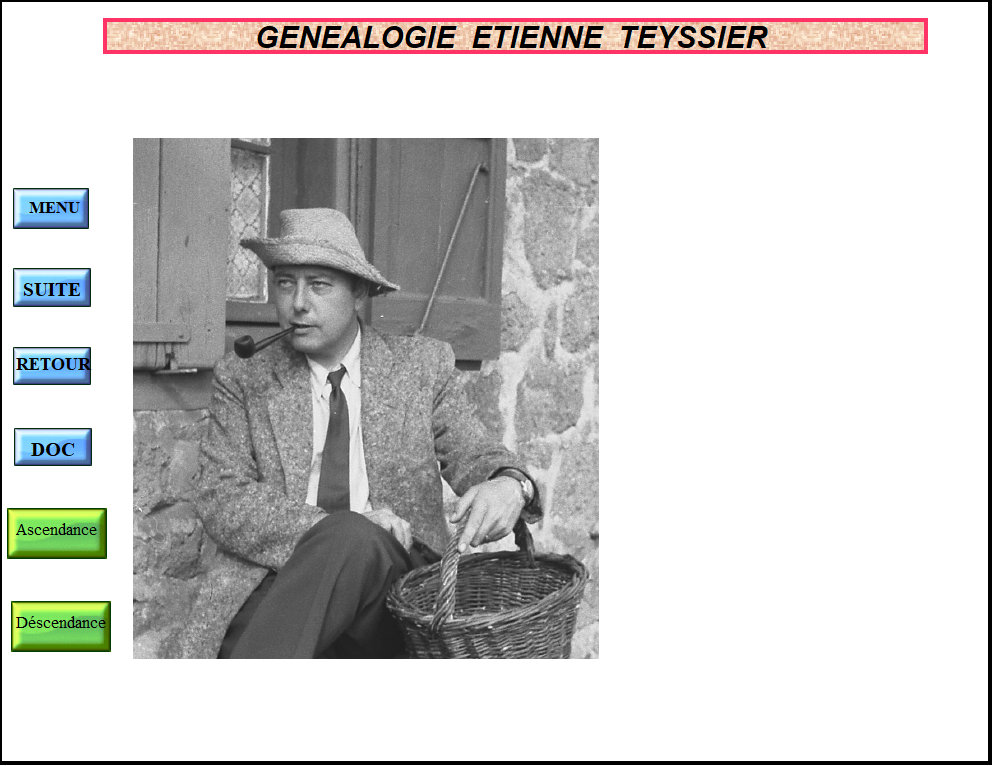 GENEALOGIE ETIENNE TEYSSIER
MENU
SUITE
RETOUR
DOC
Ascendance
Déscendance